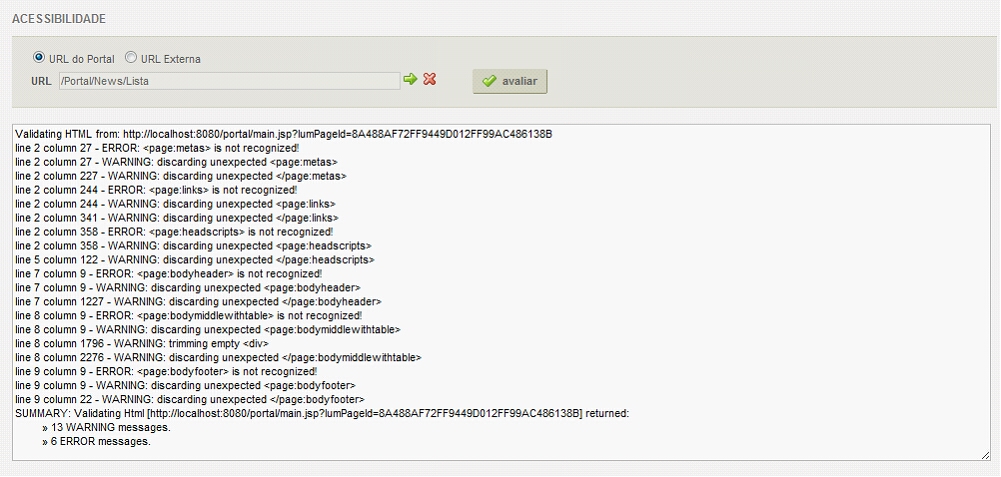 ACESSIBILIDADE
URL do Portal URL Externa
URL /Portal/News/Lista avaliar
Validating HTML from: http://localhost:8080/portal/main.jsp?lumPageId=8A488AF72FF9449D012FF99AC486138B
line 2 column 27 - ERROR: <page:metas> is not recognized!
line 2 column 27 - WARNING: discarding unexpected <page:metas>
line 2 column 227 - WARNING: discarding unexpected </page:metas>
line 2 column 244 - ERROR: <page:links> is not recognized!
line 2 column 244 - WARNING: discarding unexpected <page:links>
line 2 column 341 - WARNING: discarding unexpected </page:links>
line 2 column 358 - ERROR: <page:headscripts> is not recognized!
line 2 column 358 - WARNING: discarding unexpected <page:headscripts>
line 5 column 122 - WARNING: discarding unexpected </page:headscripts>
line 7 column 9 - ERROR: <page:bodyheader> is not recognized!
line 7 column 9 - WARNING: discarding unexpected <page:bodyheader>
line 7 column 1227 - WARNING: discarding unexpected </page:bodyheader>
line 8 column 9 - ERROR: <page:bodymiddlewithtable> is not recognized!
line 8 column 9 - WARNING: discarding unexpected <page:bodymiddlewithtable>
line 8 column 1796 - WARNING: trimming empty <div>
line 8 column 2276 - WARNING: discarding unexpected </page:bodymiddlewithtable>
line 9 column 9 - ERROR: <page:bodyfooter> is not recognized!
line 9 column 9 - WARNING: discarding unexpected <page:bodyfooter>
line 9 column 22 - WARNING: discarding unexpected </page:bodyfooter>
SUMMARY: Validating Html [http://localhost:8080/portal/main.jsp?lumPageId=8A488AF72FF9449D012FF99AC486138B] returned:
» 13 WARNING messages.
» 6 ERROR messages.